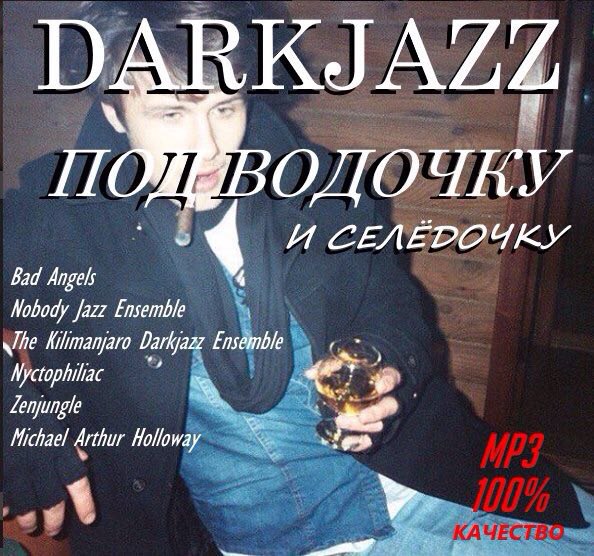 DARKJAZZ
ПОД ВОДОЧКУ
И СЕЛЁДОЧКУ
Bad Angels
Nobody Jazz Ensemble
The Kilimanjaro Darkjazz Ensemble
Nyctophiliac
Zenjungle
Michael Arthur Holloway
MP3
100%
КАЧЕСТВО